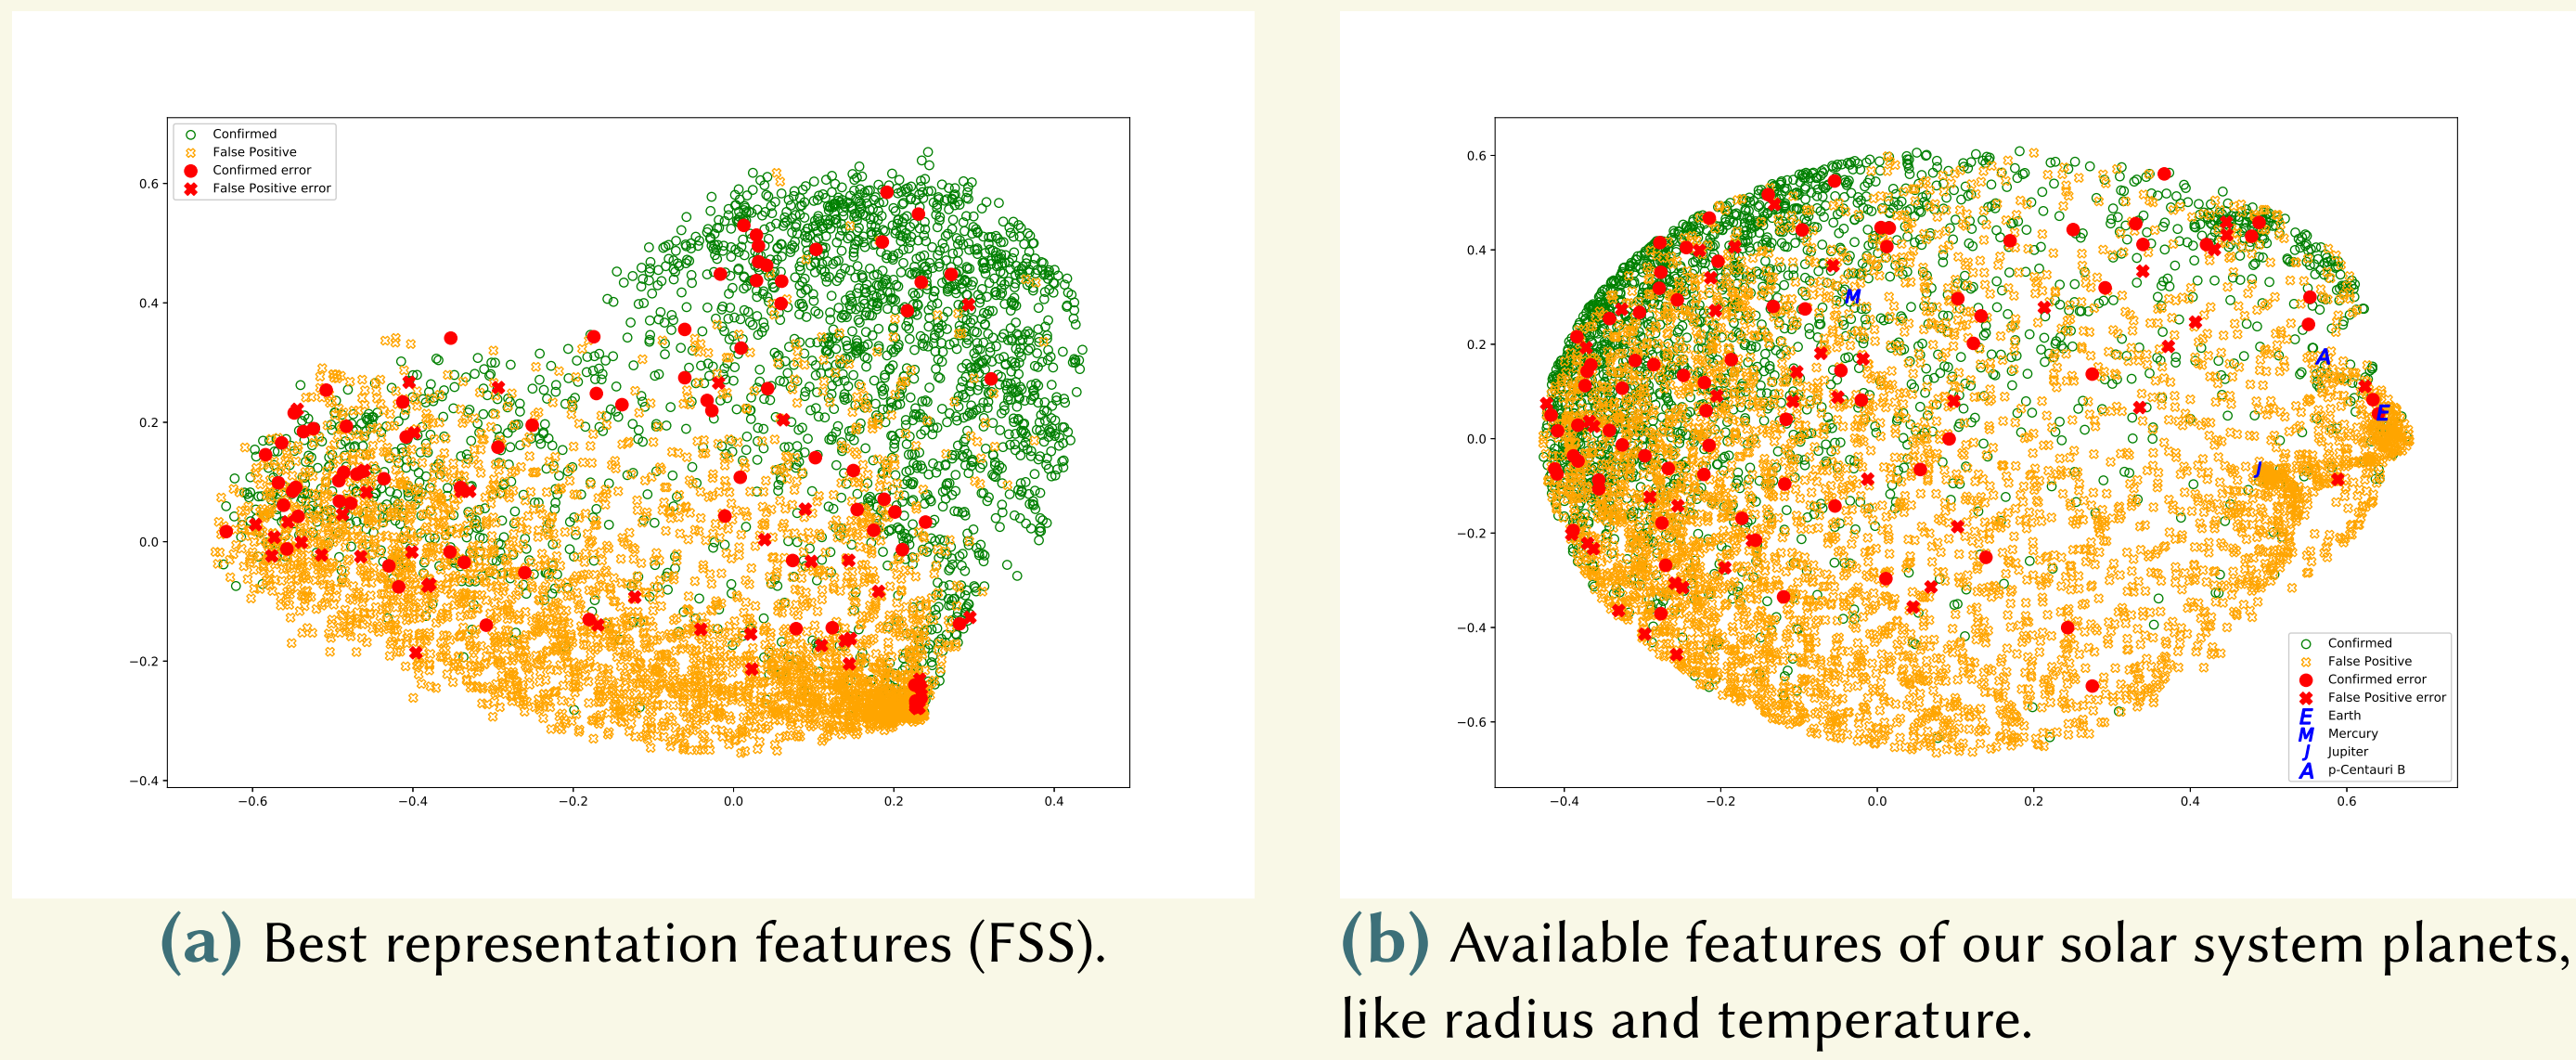 Confirmed
False Positive
Confirmed error
False Positive error
0.6
0.4
0.2
0.0
−0.2
−0.4
−0.6
−0.4
−0.2
0.0
0.2
0.4
(a) Best representation features (FSS).
0.6
0.4
0.2
0.0
−0.2
−0.4
−0.6
M
A
E
J
Confirmed
False Positive
Confirmed error
False Positive error
E Earth
M Mercury
J Jupiter
A p-Centauri B
−0.4
−0.2
0.0
0.2
0.4
0.6
(b) Available features of our solar system planets,
like radius and temperature.